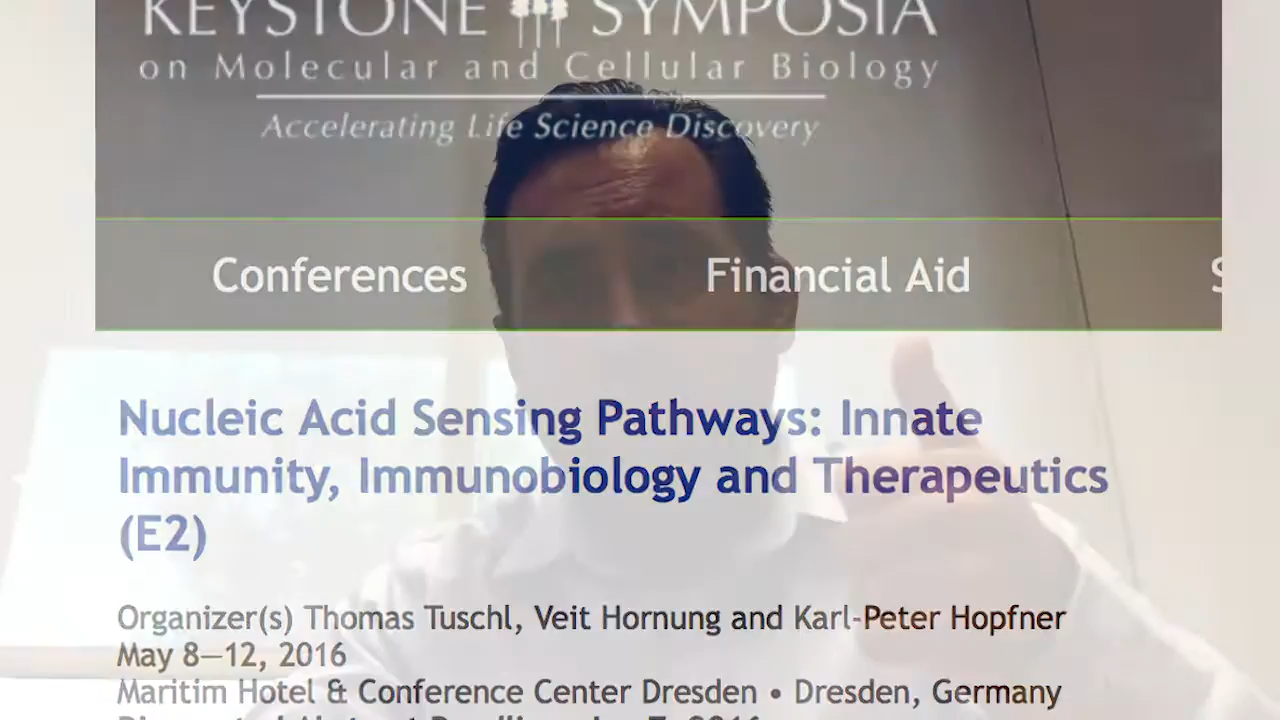 KEYSTONE SYMPOSIA
on Molecular and Cellular Biology
Accelerating Life Science Discovery
Conferences Financial Aid S
Nucleic Acid Sensing Pathways: Innate
Immunity, Immunobiology and Therapeutics
(E2)
Organizer(s) Thomas Tuschl, Veit Hornung and Karl-Peter Hopfner
May 8—12, 2016
Maritim Hotel & Conference Center Dresden • Dresden, Germany